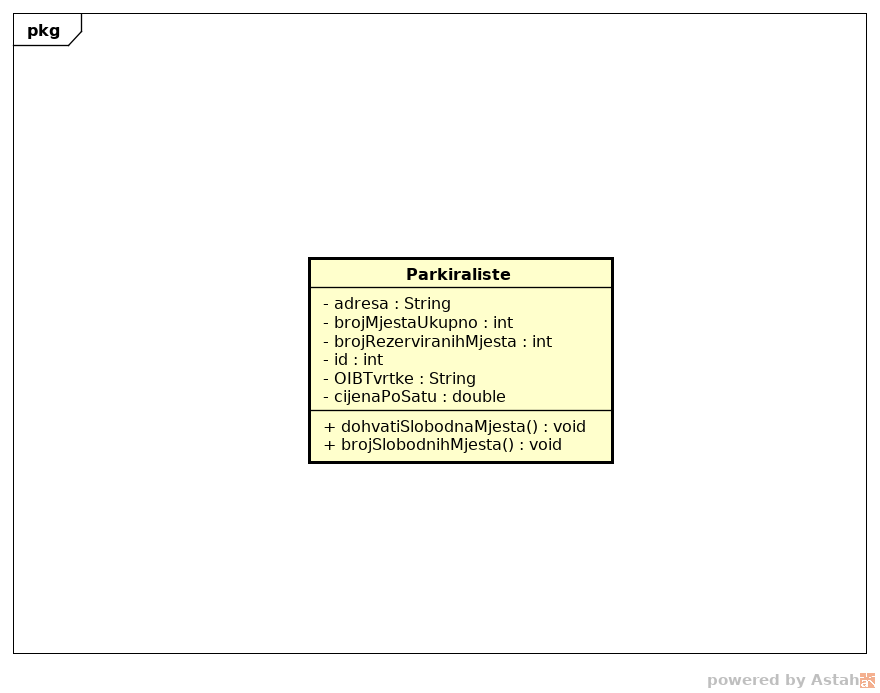 pkg
Parkiraliste
- adresa : String
- brojMjestaUkupno : int
- brojRezerviranihMjesta : int
- id : int
- OIBTvrtke : String
- cijenaPoSatu : double
+ dohvatiSlobodnaMjesta() : void
+ brojSlobodnihMjesta() : void
powered by Astah